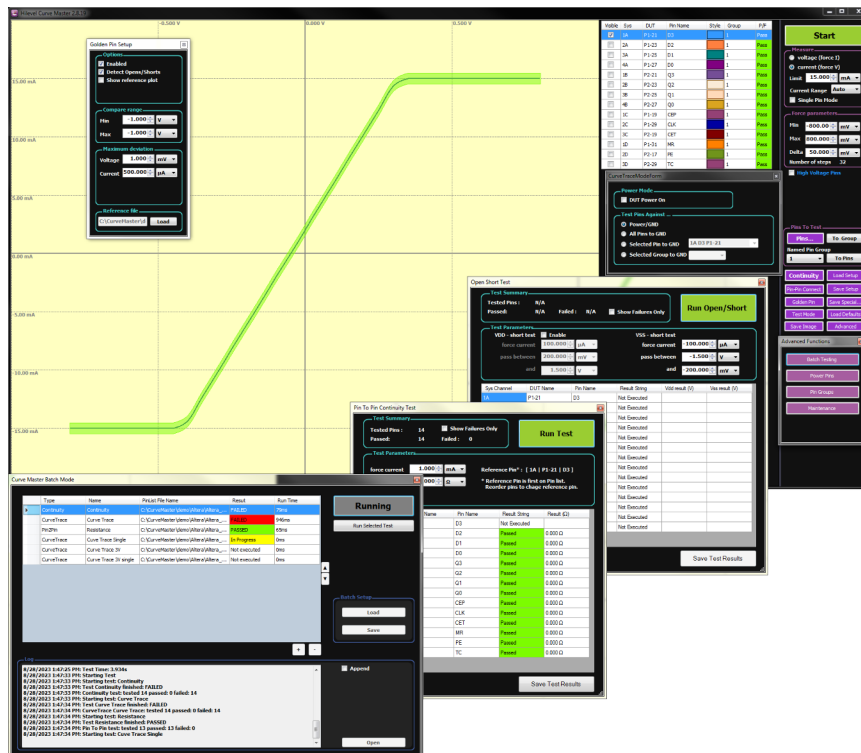 Hilevel Curve Master 2.8.10
-0.500 V
0.000 V
0.500 V
15.00 mA
10.00 mA
5.00 mA
0.00 mA
-5.00 mA
-10.00 mA
-15.00 mA
Golden Pin Setup
Options
Enabled
Detect Opens/Shorts
Show reference plot
Compare range
Min -1.000 V
Max -1.000 V
Maximum deviation
Voltage 1.000 mV
Current 500.000 µA
Reference file
C:\CurveMaster\d Load
Visible Sys DUT Pin Name Style Group P/F
1A P1-21 D3 1 Pass
2A P1-23 D2 1 Pass
3A P1-25 D1 1 Pass
4A P1-27 D0 1 Pass
1B P2-21 Q3 1 Pass
2B P2-23 Q2 1 Pass
3B P2-25 Q1 1 Pass
4B P2-27 Q0 1 Pass
1C P1-19 CEP 1 Pass
2C P1-29 CLK 1 Pass
3C P2-19 CET 1 Pass
1D P1-31 MR 1 Pass
2D P2-17 PE 1 Pass
3D P2-29 TC 1 Pass
Start
Measure
voltage (force I)
current (force V)
Limit 15.000 mA
Current Range Auto
Single Pin Mode
Force parameters
Min -800.00 mV
Max 800.000 mV
Delta 50.000 mV
Number of steps 32
High Voltage Pins
Pins To Test
Pins... To Group
Named Pin Group
1 To Pins
Continuity Load Setup
Pin-Pin Connect Save Setup
Golden Pin Save Special...
Test Mode Load Defaults
Save Image Advanced
CurveTraceModeForm
Power Mode
DUT Power On
Test Pins Against ...
Power/GND
All Pins to GND
Selected Pin to GND 1A D3 P1-21
Selected Group to GND
Advanced Functions
Batch Testing
Power Pins
Pin Groups
Maintenance
Open Short Test
Test Summary
Tested Pins : N/A
Passed: N/A Failed : N/A Show Failures Only
Run Open/Short
Test Parameters
VDD - short test Enable VSS - short test
force current 100.000 µA force current -100.000 µA
pass between 200.000 mV pass between -1.500 V
and 1.500 V and -200.000 mV
Sys Channel DUT Name Pin Name Result String Vdd result (V) Vss result (V)
1A P1-21 D3 Not Executed
Not Executed
Not Executed
Not Executed
Not Executed
Not Executed
Not Executed
Not Executed
Not Executed
Not Executed
Not Executed
Not Executed
Not Executed
Not Executed
Save Test Results
Pin To Pin Continuity Test
Test Summary
Tested Pins : 14 Show Failures Only
Passed: 14 Failed : 0
Run Test
Test Parameters
force current 1.000 mA Reference Pin* : [ 1A | P1-21 | D3 ]
.000 Ω * Reference Pin is first on Pin list.
Reorder pins to chage reference pin.
Name Pin Name Result String Result (Ω)
D3 Not Executed
D2 Passed 0.000 Ω
D1 Passed 0.000 Ω
D0 Passed 0.000 Ω
Q3 Passed 0.000 Ω
Q2 Passed 0.000 Ω
Q1 Passed 0.000 Ω
Q0 Passed 0.000 Ω
CEP Passed 0.000 Ω
CLK Passed 0.000 Ω
CET Passed 0.000 Ω
MR Passed 0.000 Ω
PE Passed 0.000 Ω
TC Passed 0.000 Ω
Save Test Results
Curve Master Batch Mode
Type Name PinList File Name Result Run Time
Continuity Continuity C:\CurveMaster\demo\Altera\Altera_... FAILED 78ms
CurveTrace Curve Trace C:\CurveMaster\demo\Altera\Altera_... FAILED 946ms
Pin2Pin Resistance C:\CurveMaster\demo\Altera\Altera_... PASSED 65ms
CurveTrace Curve Trace Single C:\CurveMaster\demo\Altera\Altera_... In Progress 0ms
CurveTrace Curve Trace 3V C:\CurveMaster\demo\Altera\Altera_... Not executed 0ms
CurveTrace Curve Trace 3V single C:\CurveMaster\demo\Altera\Altera_... Not executed 0ms
Running
Run Selected Test
Batch Setup
Load
Save
+ -
Log
8/28/2023 1:47:25 PM: Test Time: 3.934s
8/28/2023 1:47:33 PM: Starting Test
8/28/2023 1:47:33 PM: Starting test: Continuity
8/28/2023 1:47:33 PM: Test Continuity finished: FAILED
8/28/2023 1:47:33 PM: Continuity test: tested 14 passed: 0 failed: 14
8/28/2023 1:47:33 PM: Starting test: Curve Trace
8/28/2023 1:47:34 PM: Test Curve Trace finished: FAILED
8/28/2023 1:47:34 PM: CurveTrace Curve Trace: tested 14 passed: 0 failed: 14
8/28/2023 1:47:34 PM: Starting test: Resistance
8/28/2023 1:47:34 PM: Test Resistance finished: PASSED
8/28/2023 1:47:34 PM: Pin To Pin test: tested 13 passed: 13 failed: 0
8/28/2023 1:47:34 PM: Starting test: Cuve Trace Single
Append
Open